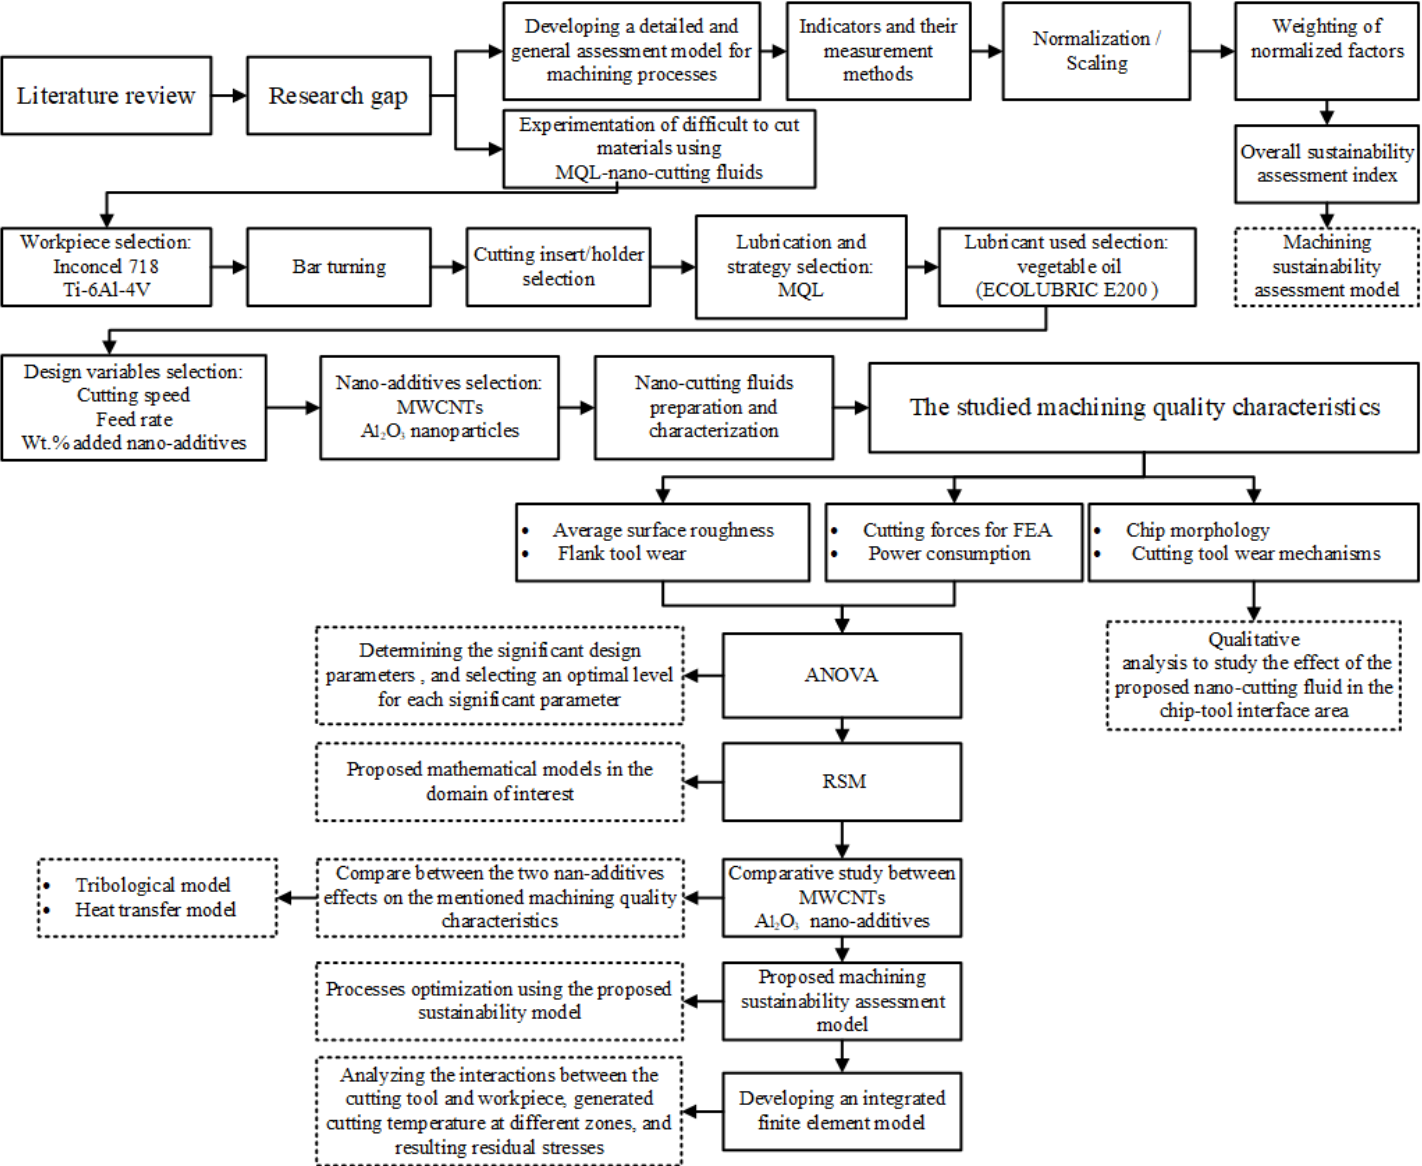 Literature review
Research gap
Developing a detailed and
general assessment model for
machining processes
Indicators and their
measurement
methods
Normalization /
Scaling
Weighting of
normalized factors
Experimentation of difficult to cut
materials using
MQL-nano-cutting fluids
Overall sustainability
assessment index
Machining
sustainability
assessment model
Workpiece selection:
Inconcel 718
Ti-6Al-4V
Bar turning
Cutting insert/holder
selection
Lubrication and
strategy selection:
MQL
Lubricant used selection:
vegetable oil
(ECOLUBRIC E200 )
Design variables selection:
Cutting speed
Feed rate
Wt.% added nano-additives
Nano-additives selection:
MWCNTs
Al₂O₃ nanoparticles
Nano-cutting fluids
preparation and
characterization
The studied machining quality characteristics
• Average surface roughness
• Flank tool wear
• Cutting forces for FEA
• Power consumption
• Chip morphology
• Cutting tool wear mechanisms
Qualitative
analysis to study the effect of the
proposed nano-cutting fluid in the
chip-tool interface area
Determining the significant design
parameters , and selecting an optimal level
for each significant parameter
ANOVA
Proposed mathematical models in the
domain of interest
RSM
• Tribological model
• Heat transfer model
Compare between the two nan-additives
effects on the mentioned machining quality
characteristics
Comparative study between
MWCNTs
Al₂O₃ nano-additives
Processes optimization using the proposed
sustainability model
Proposed machining
sustainability assessment
model
Analyzing the interactions between the
cutting tool and workpiece, generated
cutting temperature at different zones, and
resulting residual stresses
Developing an integrated
finite element model